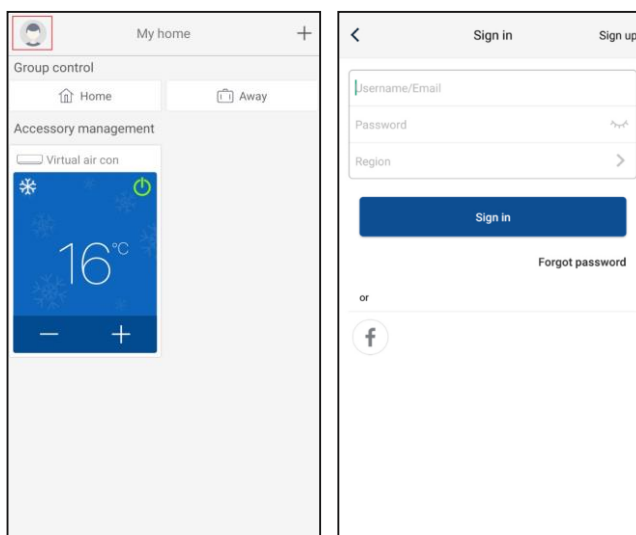 My home
+
Group control
Home
Away
Accessory management
Virtual air con
16°C
− +
Sign in
Sign up
Username/Email
Password
Region
Sign in
Forgot password
or
f